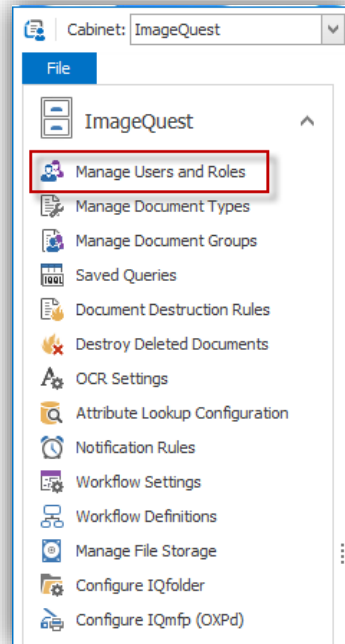 Cabinet: ImageQuest
File
ImageQuest
Manage Users and Roles
Manage Document Types
Manage Document Groups
Saved Queries
Document Destruction Rules
Destroy Deleted Documents
OCR Settings
Attribute Lookup Configuration
Notification Rules
Workflow Settings
Workflow Definitions
Manage File Storage
Configure IQfolder
Configure IQmfp (OXPd)